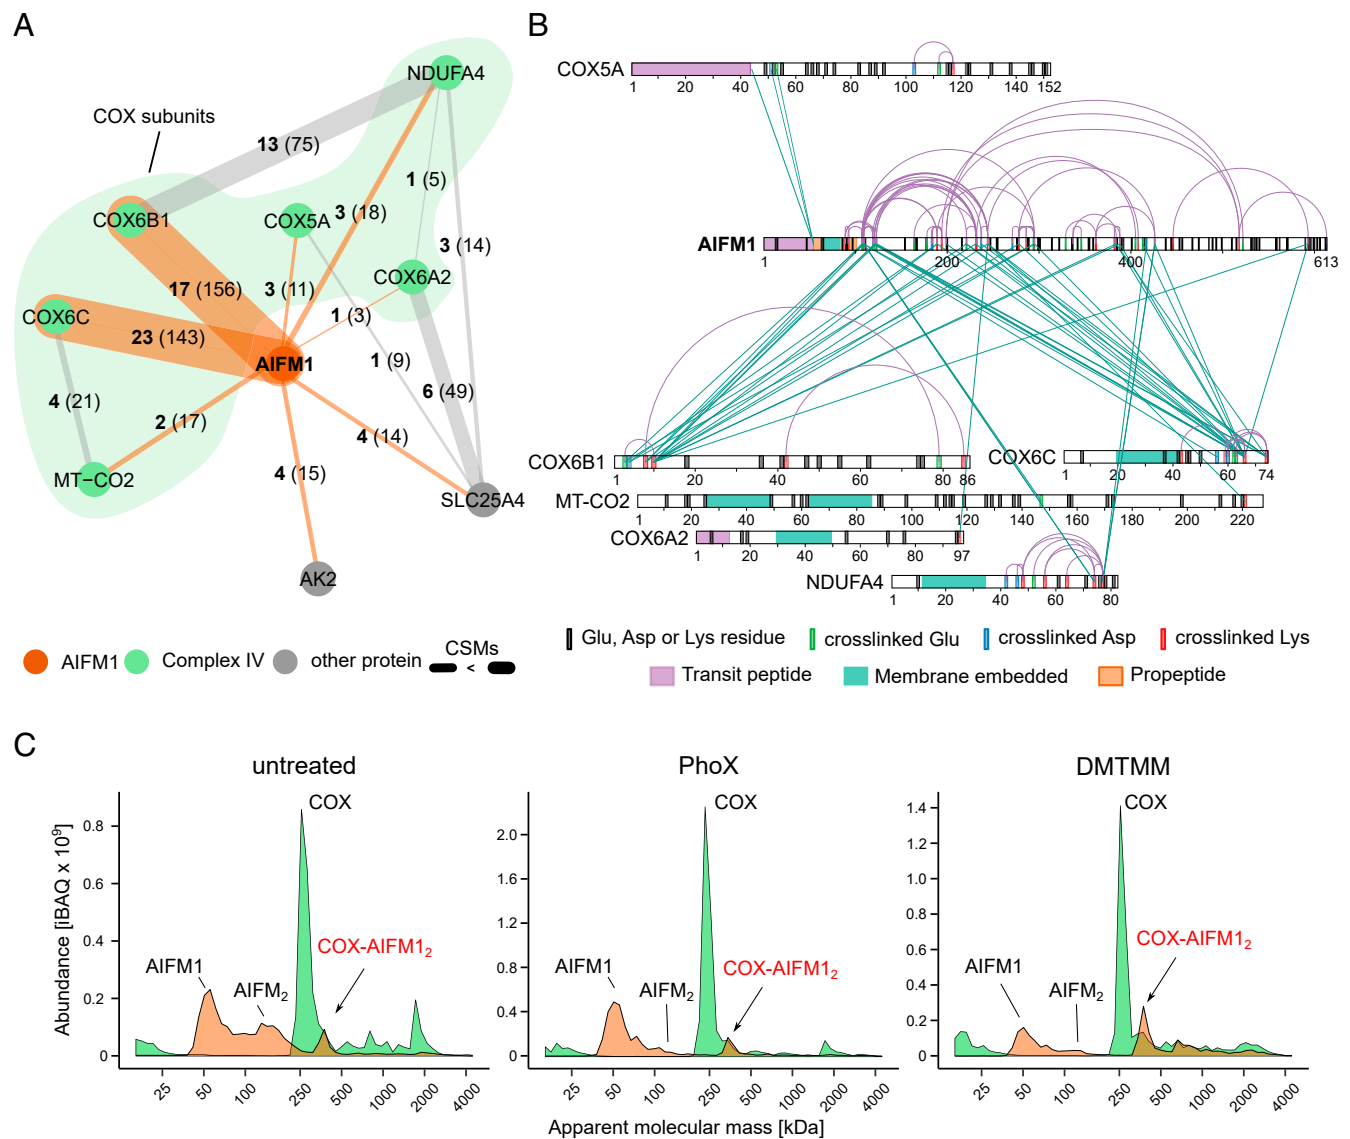 A
NDUFA4
COX subunits
13 (75)
1 (5)
COX6B1
COX5A
3 (18)
3 (14)
COX6A2
17 (156)
3 (11)
COX6C
1 (3)
23 (143)
AIFM1
1 (9)
4 (21)
6 (49)
2 (17)
4 (14)
4 (15)
MT−CO2
SLC25A4
AK2
AIFM1
Complex IV
other protein
CSMs
<
B
COX5A
1 20 40 60 80 100 120 140 152
AIFM1
1 200 400 613
COX6B1
1 20 40 60 80 86
COX6C
1 20 40 60 74
MT-CO2
1 20 40 60 80 100 120 140 160 180 200 220
COX6A2
1 20 40 60 80 97
NDUFA4
1 20 40 60 80
Glu, Asp or Lys residue
crosslinked Glu
crosslinked Asp
crosslinked Lys
Transit peptide
Membrane embedded
Propeptide
C
untreated
PhoX
DMTMM
Abundance [iBAQ x 10⁹]
0.8
0.6
0.4
0.2
0
COX
COX-AIFM1₂
AIFM1
AIFM₂
25 50 100 250 500 1000 2000 4000
2.0
1.6
1.2
0.8
0.4
0
COX
COX-AIFM1₂
AIFM1
AIFM₂
25 50 100 250 500 1000 2000 4000
1.4
1.2
1.0
0.8
0.6
0.4
0.2
0
COX
COX-AIFM1₂
AIFM1
AIFM₂
25 50 100 250 500 1000 2000 4000
Apparent molecular mass [kDa]